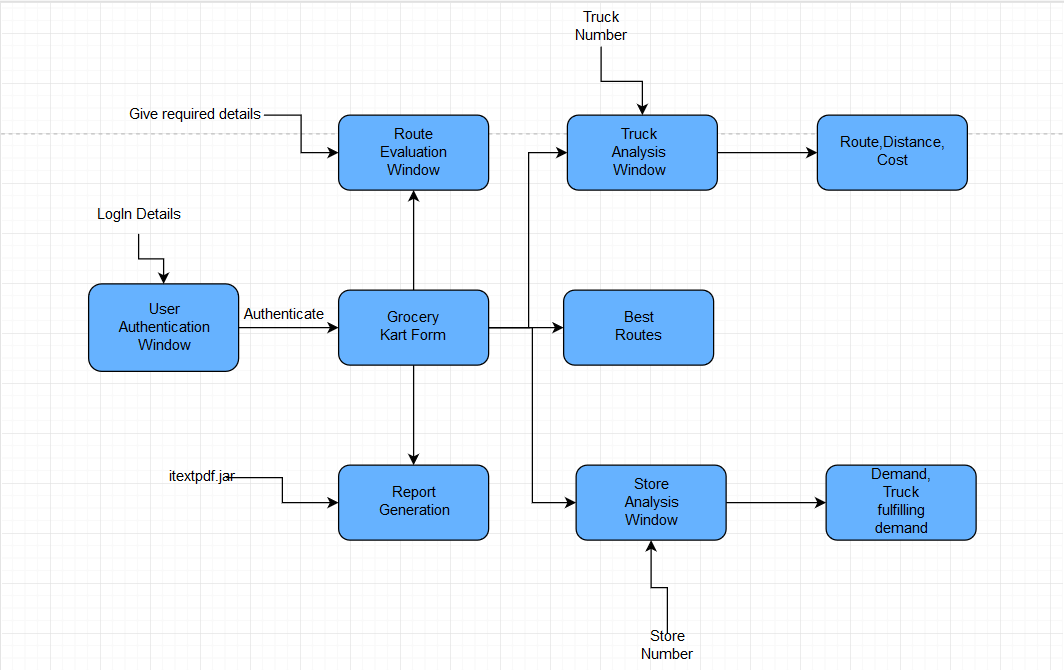 Truck
Number
Give required details
Route
Evaluation
Window
Truck
Analysis
Window
Route,Distance,
Cost
LogIn Details
User
Authentication
Window
Authenticate
Grocery
Kart Form
Best
Routes
itextpdf.jar
Report
Generation
Store
Analysis
Window
Demand,
Truck
fulfilling
demand
Store
Number